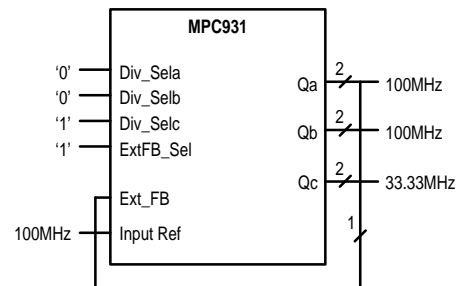 MPC931
'0' Div_Sela
'0' Div_Selb
'1' Div_Selc
'1' ExtFB_Sel
Ext_FB
100MHz Input Ref
Qa 2 100MHz
Qb 2 100MHz
Qc 2 33.33MHz
1